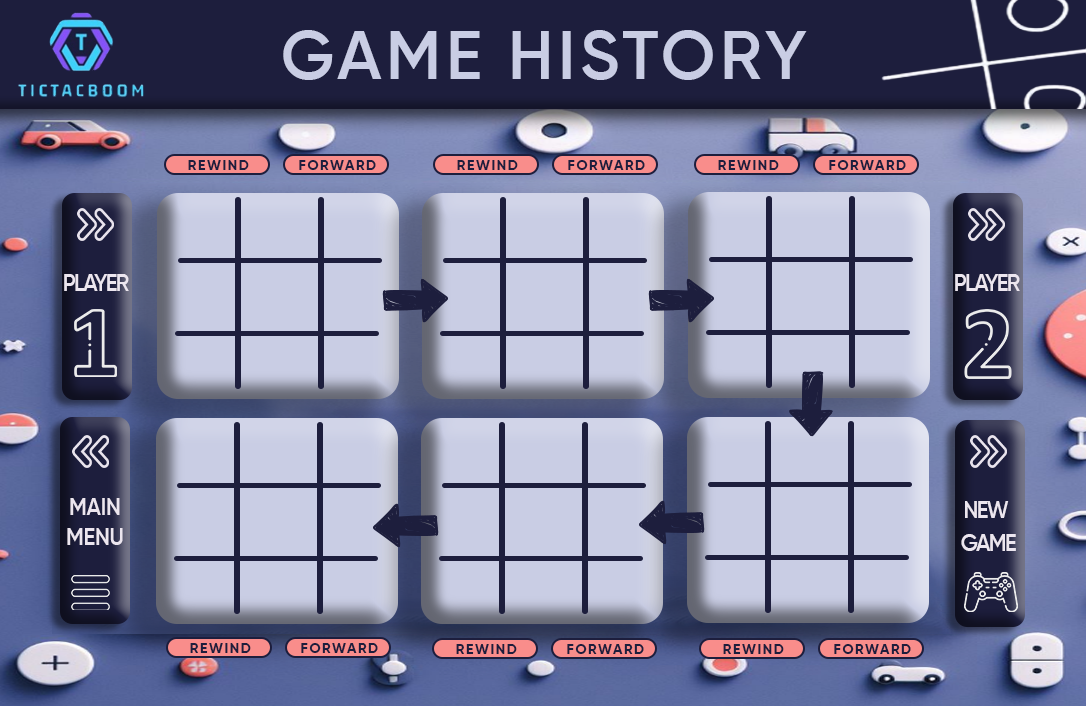 T
TICTACBOOM
GAME HISTORY
REWIND FORWARD REWIND FORWARD REWIND FORWARD
PLAYER
1
PLAYER
2
MAIN
MENU
NEW
GAME
REWIND FORWARD REWIND FORWARD REWIND FORWARD